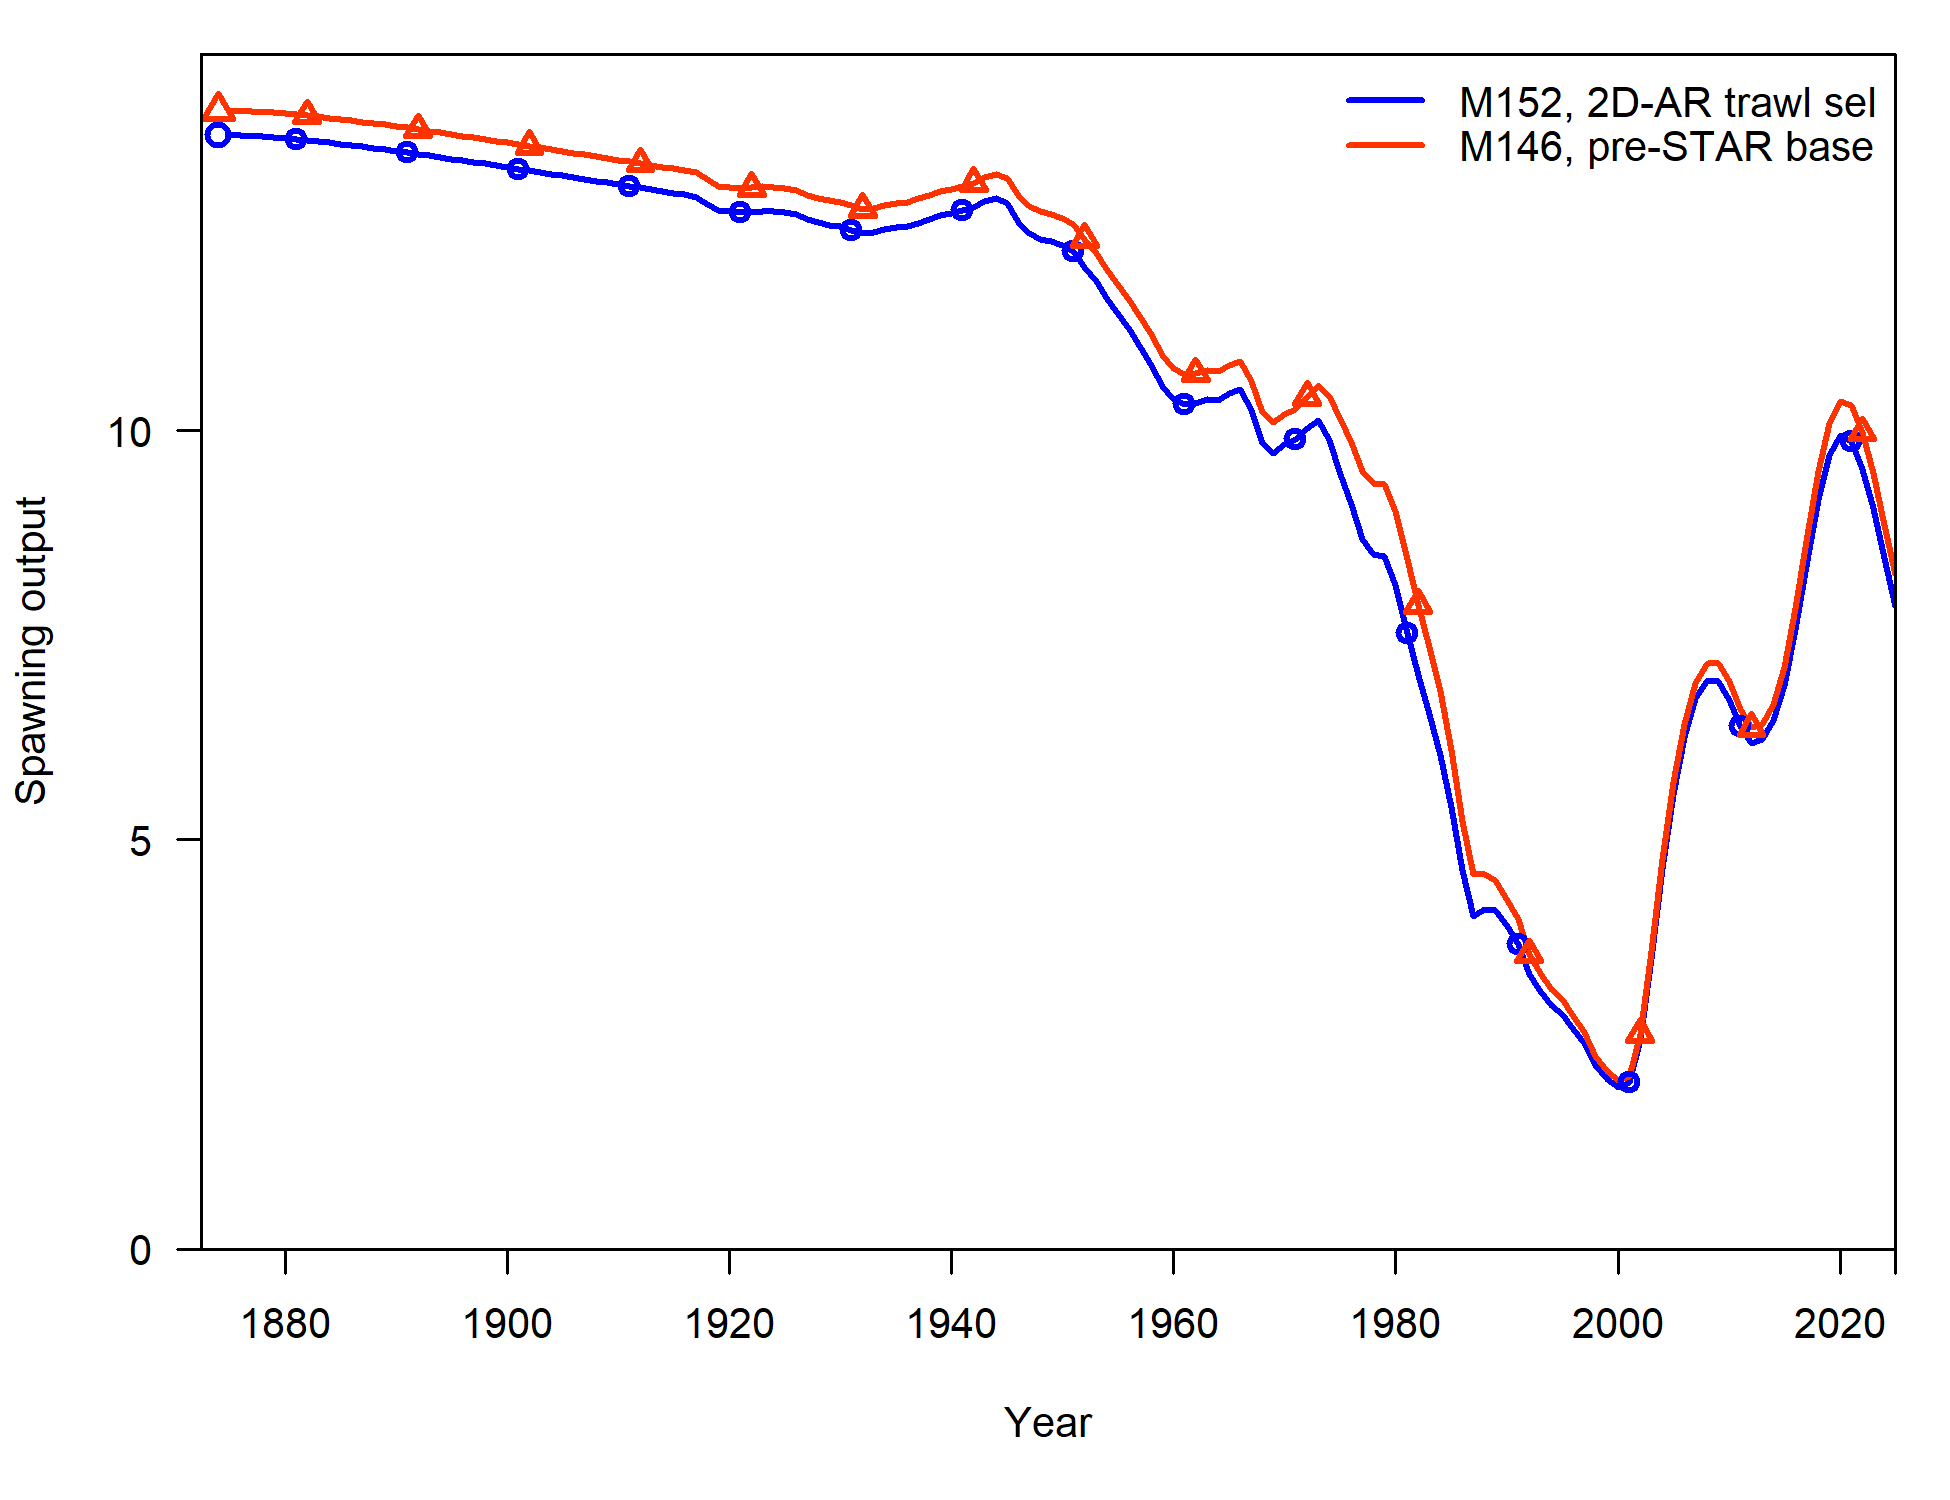 M152, 2D-AR trawl sel
M146, pre-STAR base
Spawning output
10
5
0
1880 1900 1920 1940 1960 1980 2000 2020
Year